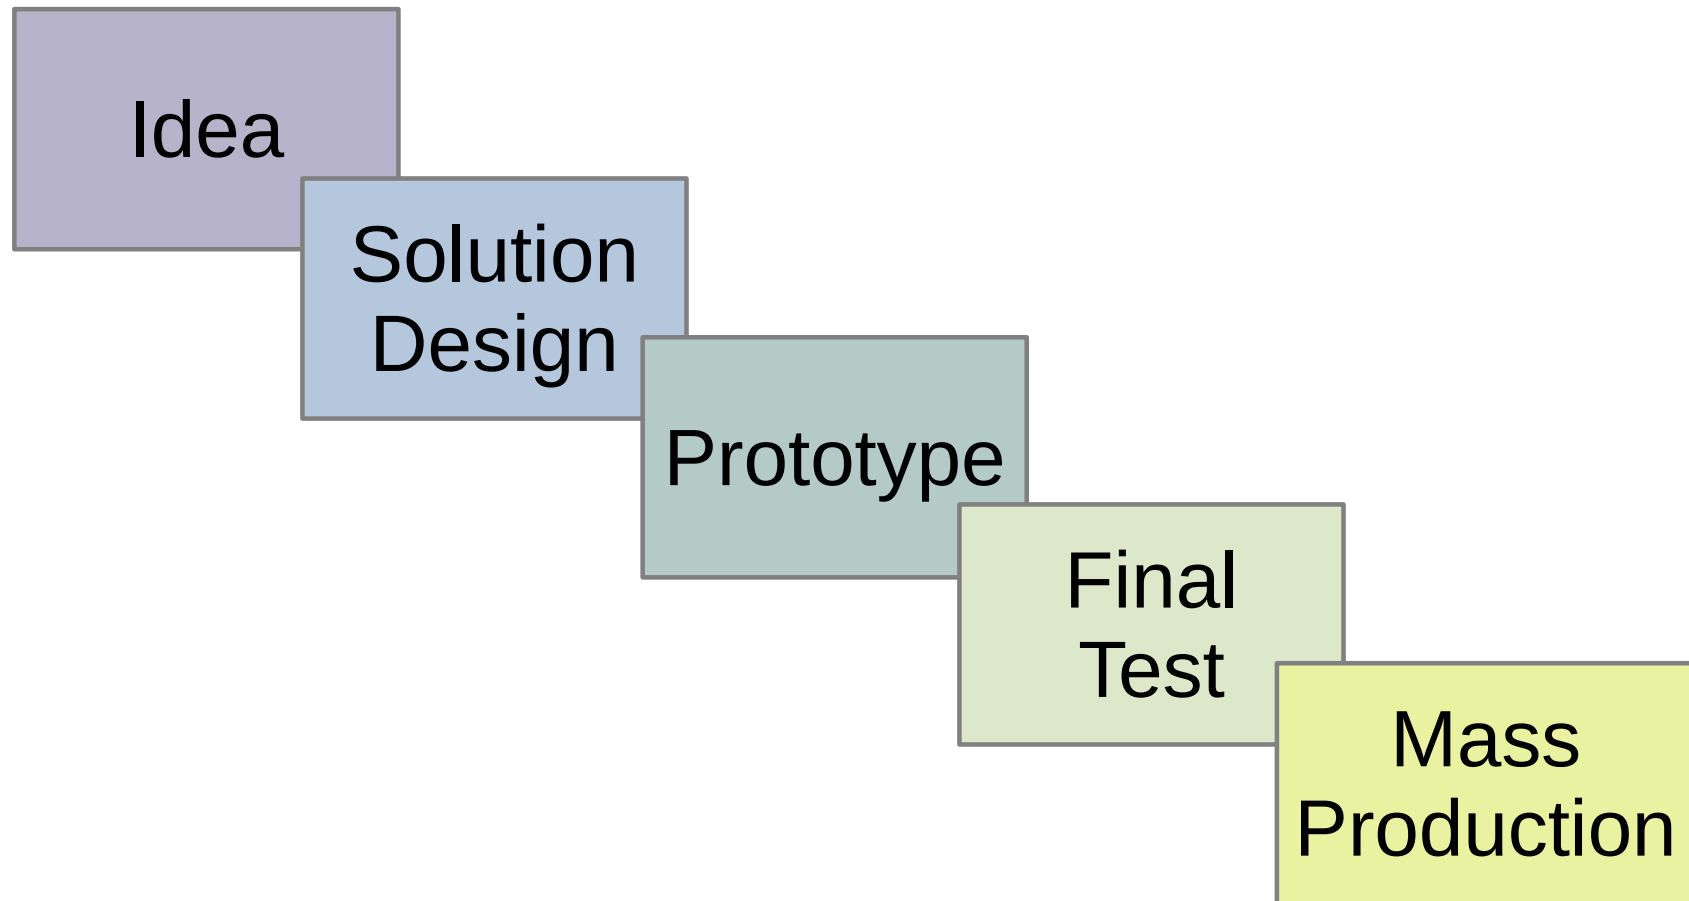 Idea
Solution
Design
Prototype
Final
Test
Mass
Production